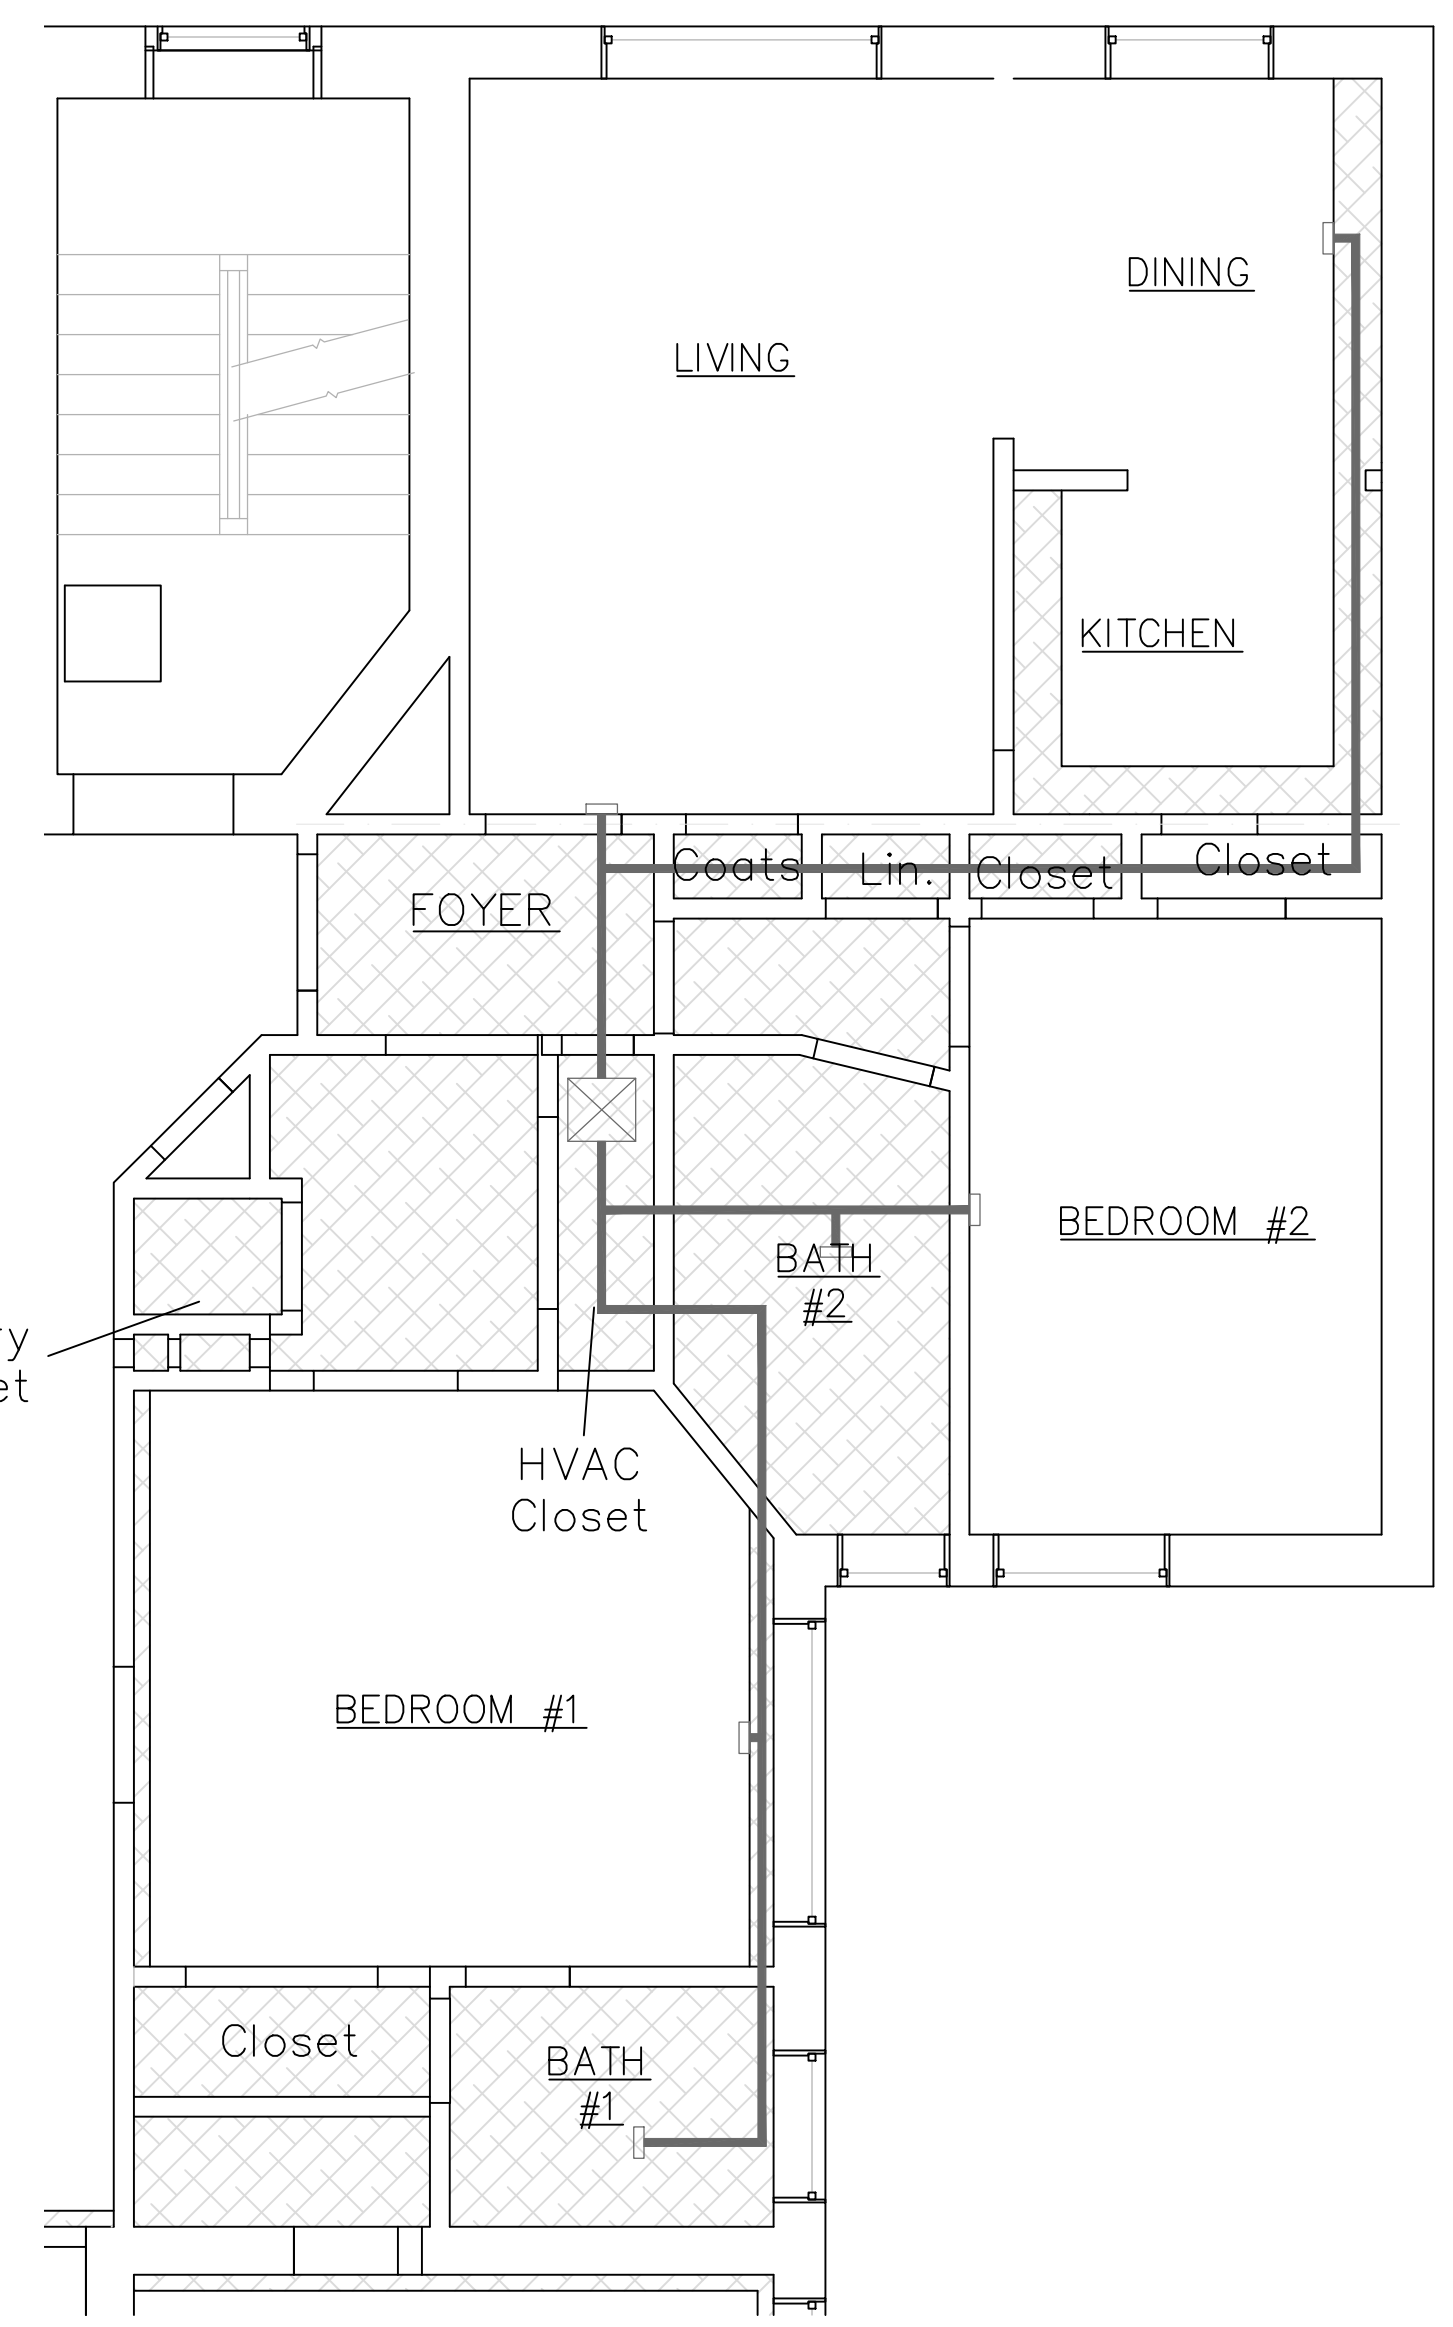 DINING
LIVING
KITCHEN
Coats
Lin.
Closet
Closet
FOYER
BEDROOM #2
BATH
#2
HVAC
Closet
BEDROOM #1
Closet
BATH
#1